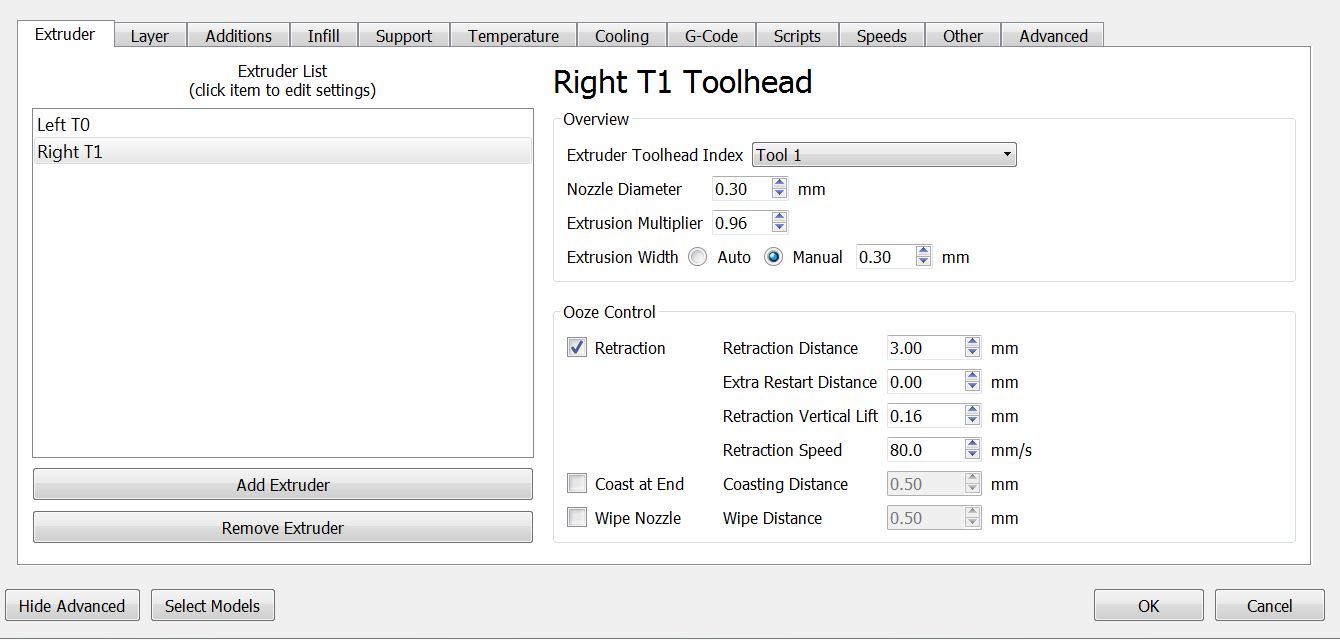 Extruder Layer Additions Infill Support Temperature Cooling G-Code Scripts Speeds Other Advanced
Extruder List
(click item to edit settings)
Left T0
Right T1
Add Extruder
Remove Extruder
Right T1 Toolhead
Overview
Extruder Toolhead Index Tool 1
Nozzle Diameter 0.30 mm
Extrusion Multiplier 0.96
Extrusion Width Auto Manual 0.30 mm
Ooze Control
Retraction Retraction Distance 3.00 mm
Extra Restart Distance 0.00 mm
Retraction Vertical Lift 0.16 mm
Retraction Speed 80.0 mm/s
Coast at End Coasting Distance 0.50 mm
Wipe Nozzle Wipe Distance 0.50 mm
Hide Advanced Select Models OK Cancel